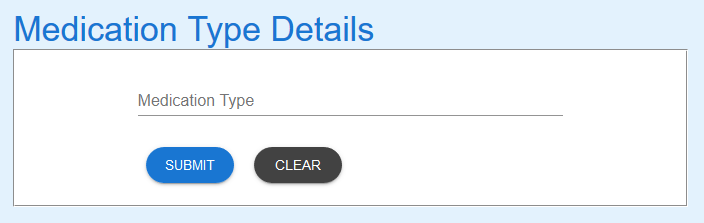 Medication Type Details
Medication Type
SUBMIT
CLEAR